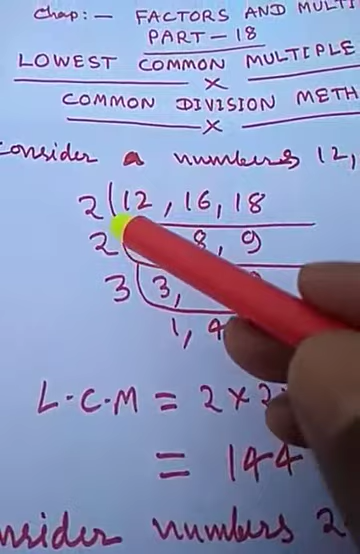 Chap:- FACTORS AND MULTI
PART-18
LOWEST COMMON MULTIPLE
×
COMMON DIVISION METH
×
Consider a numbers 12,
2 12, 16, 18
2 8, 9
3 3,
1, 4
L.C.M = 2×2
= 144
nsider numbers 2